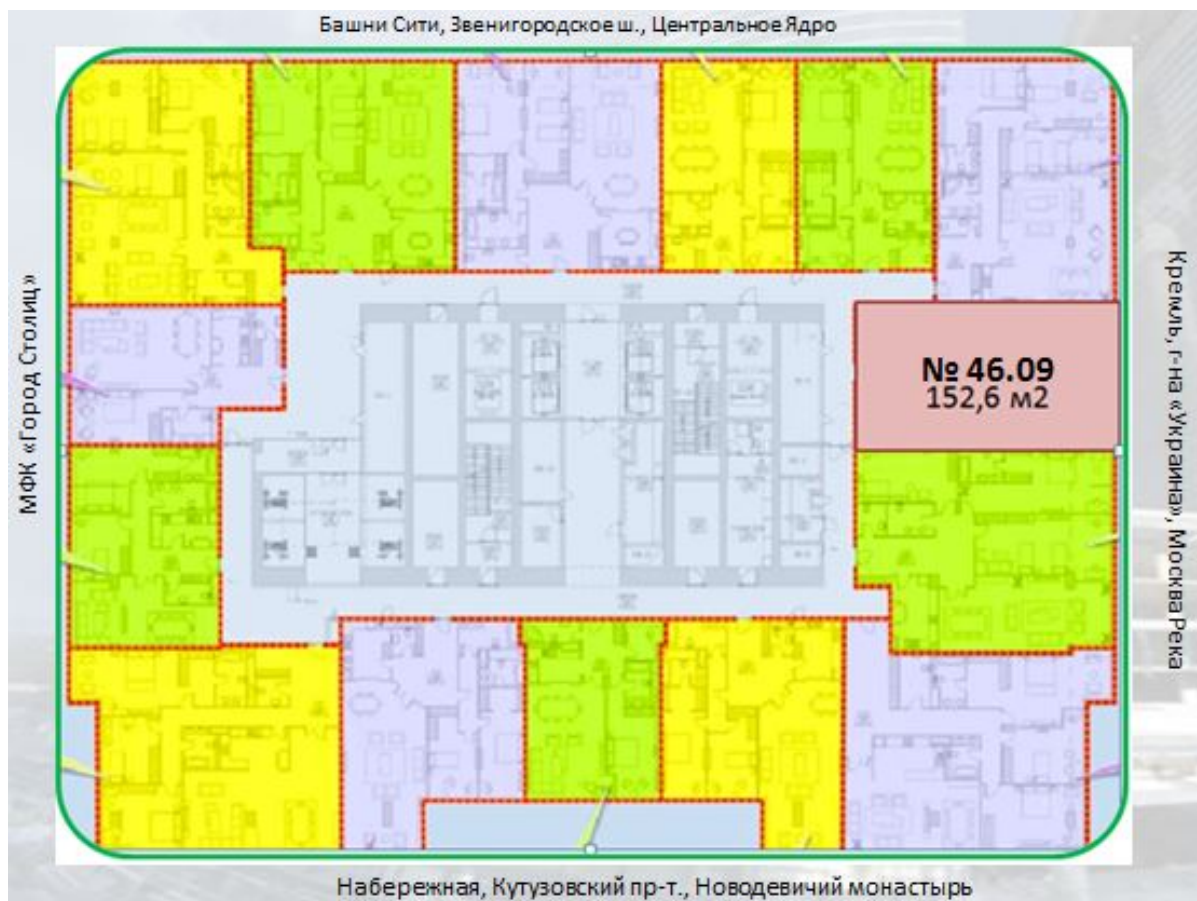 Башни Сити, Звенигородское ш., Центральное Ядро
МФК «Город Столиц»
№ 46.09
152,6 м2
Кремль, г-на «Украина», Москва Река
Набережная, Кутузовский пр-т., Новодевичий монастырь